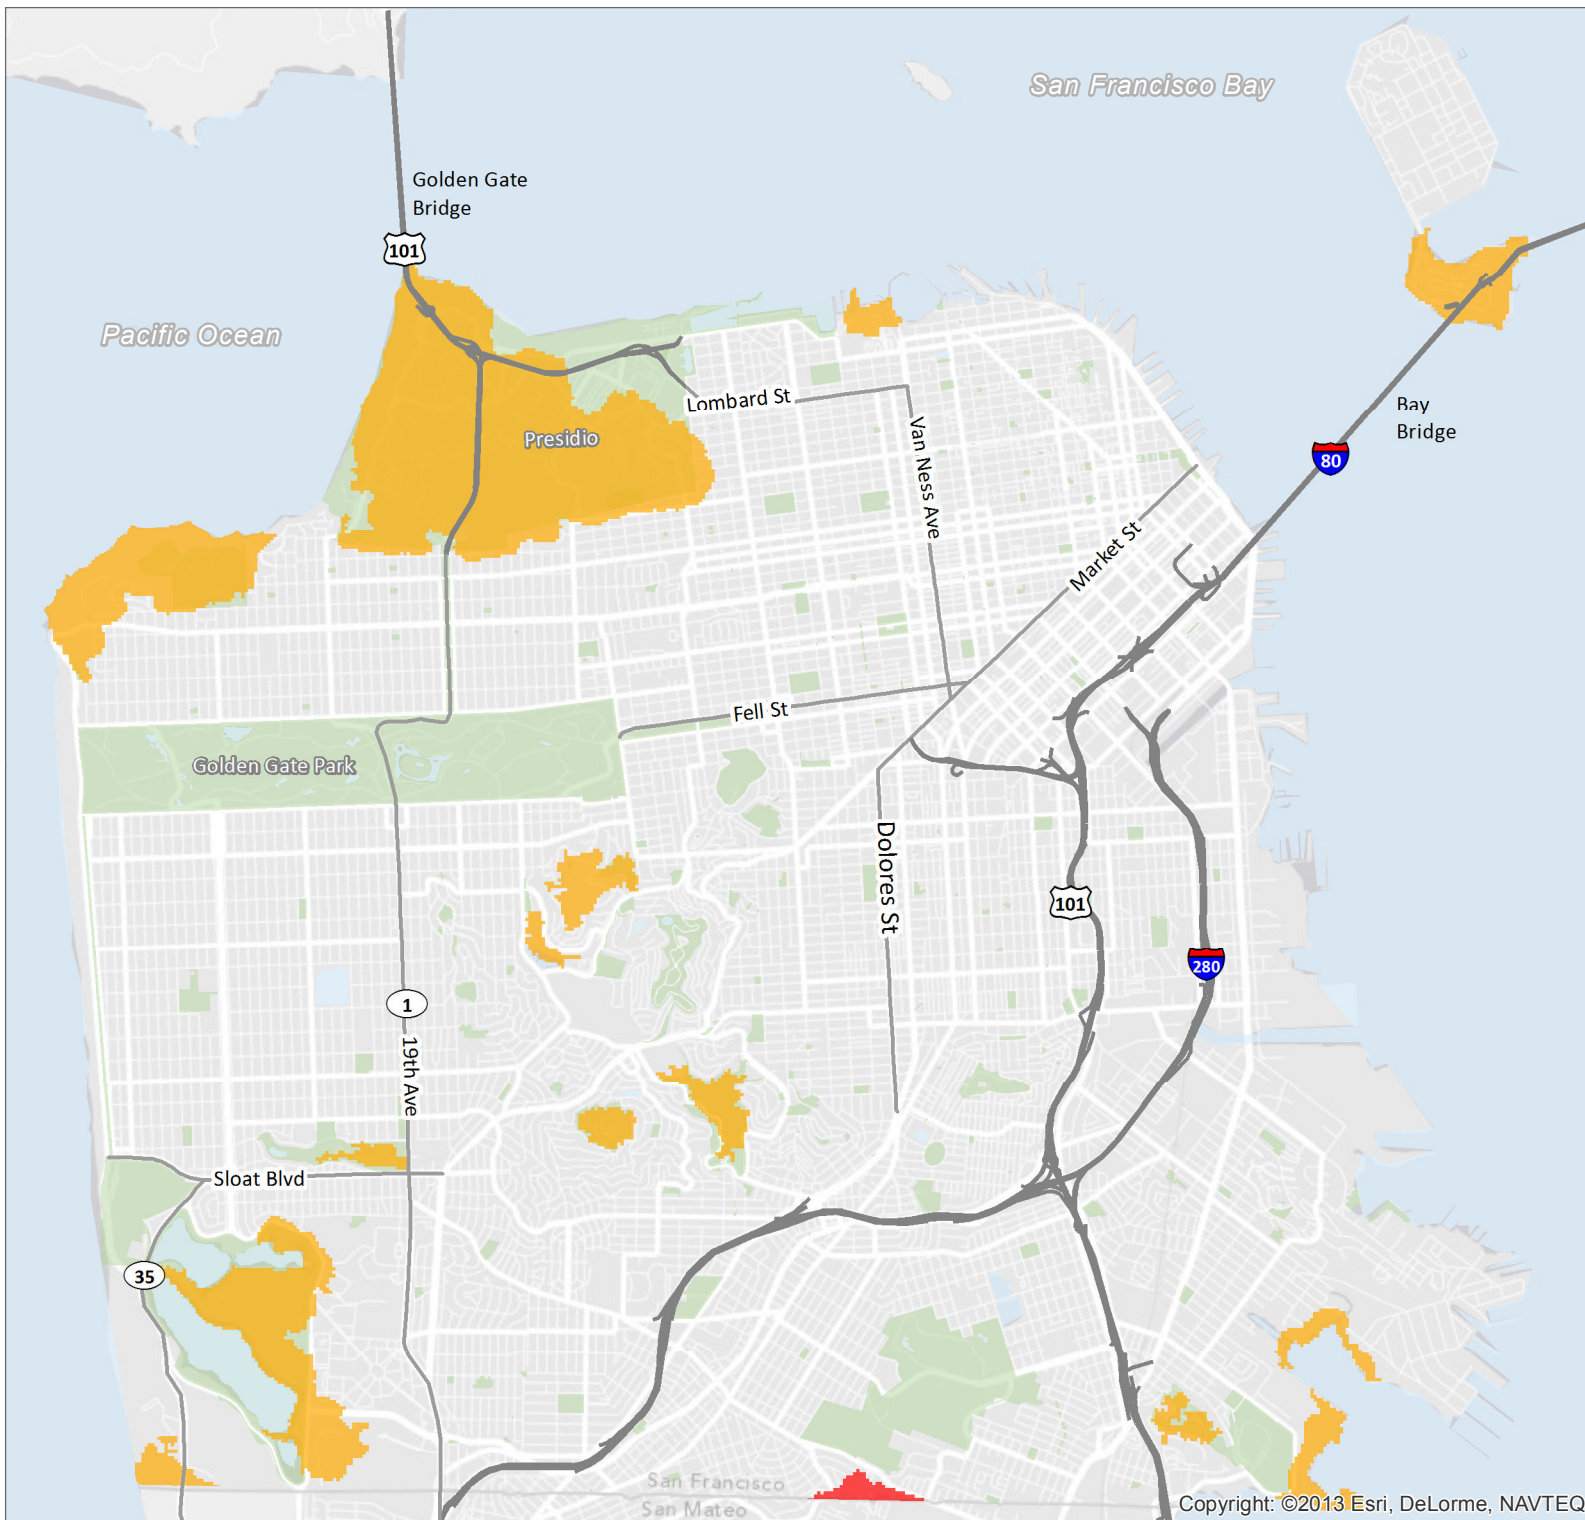 San Francisco Bay
Golden Gate
Bridge
101
Pacific Ocean
Lombard St
Bay
Bridge
Presidio
Van Ness Ave
80
Market St
Fell St
Golden Gate Park
Dolores St
101
280
1
19th Ave
Sloat Blvd
35
San Francisco
San Mateo
Copyright: ©2013 Esri, DeLorme, NAVTEQ